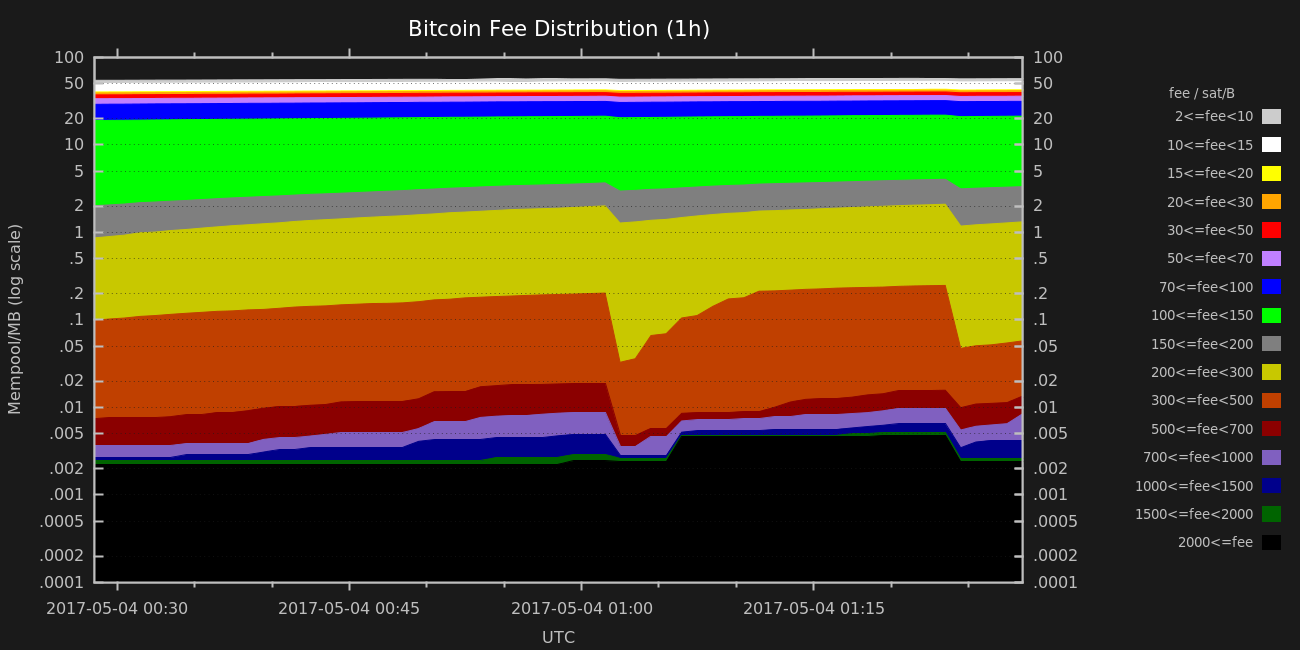 Bitcoin Fee Distribution (1h)
Mempool/MB (log scale)
100
50
20
10
5
2
1
.5
.2
.1
.05
.02
.01
.005
.002
.001
.0005
.0002
.0001
100
50
20
10
5
2
1
.5
.2
.1
.05
.02
.01
.005
.002
.001
.0005
.0002
.0001
2017-05-04 00:30
2017-05-04 00:45
2017-05-04 01:00
2017-05-04 01:15
UTC
fee / sat/B
2<=fee<10
10<=fee<15
15<=fee<20
20<=fee<30
30<=fee<50
50<=fee<70
70<=fee<100
100<=fee<150
150<=fee<200
200<=fee<300
300<=fee<500
500<=fee<700
700<=fee<1000
1000<=fee<1500
1500<=fee<2000
2000<=fee